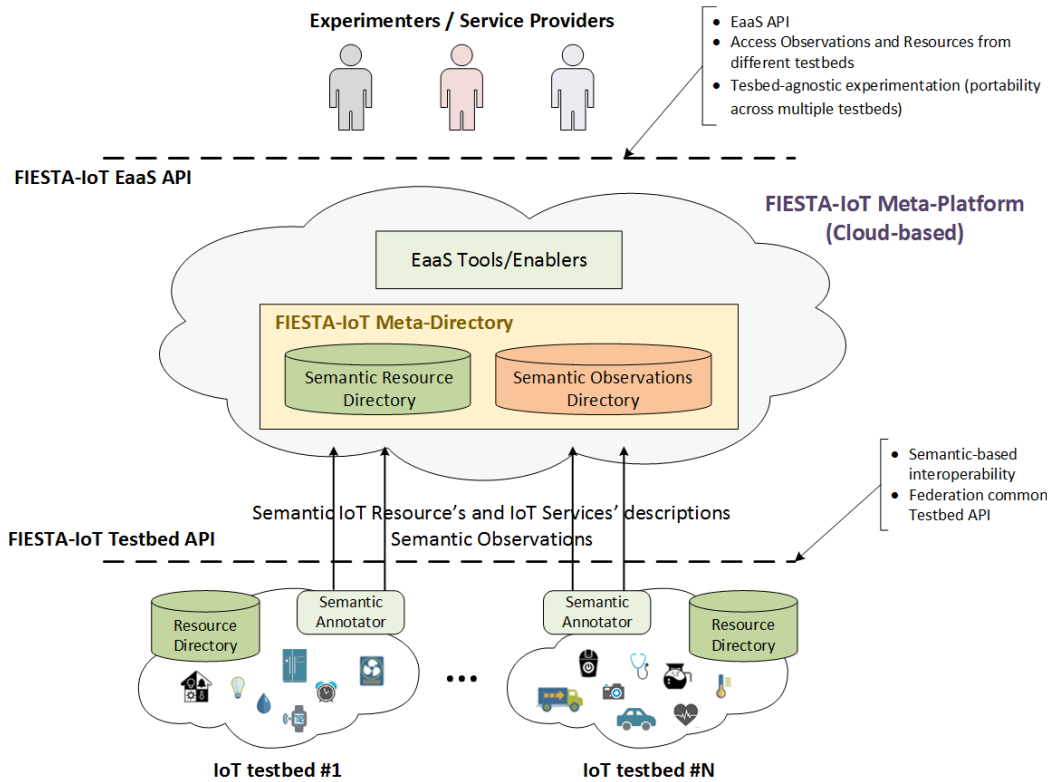 Experimenters / Service Providers
• EaaS API
• Access Observations and Resources from
different testbeds
• Tesbed-agnostic experimentation (portability
across multiple testbeds)
FIESTA-IoT EaaS API
FIESTA-IoT Meta-Platform
(Cloud-based)
EaaS Tools/Enablers
FIESTA-IoT Meta-Directory
Semantic Resource
Directory
Semantic Observations
Directory
• Semantic-based
interoperability
• Federation common
Testbed API
Semantic IoT Resource's and IoT Services' descriptions
Semantic Observations
FIESTA-IoT Testbed API
Resource
Directory
Semantic
Annotator
72
...
Semantic
Annotator
Resource
Directory
IoT testbed #1
IoT testbed #N